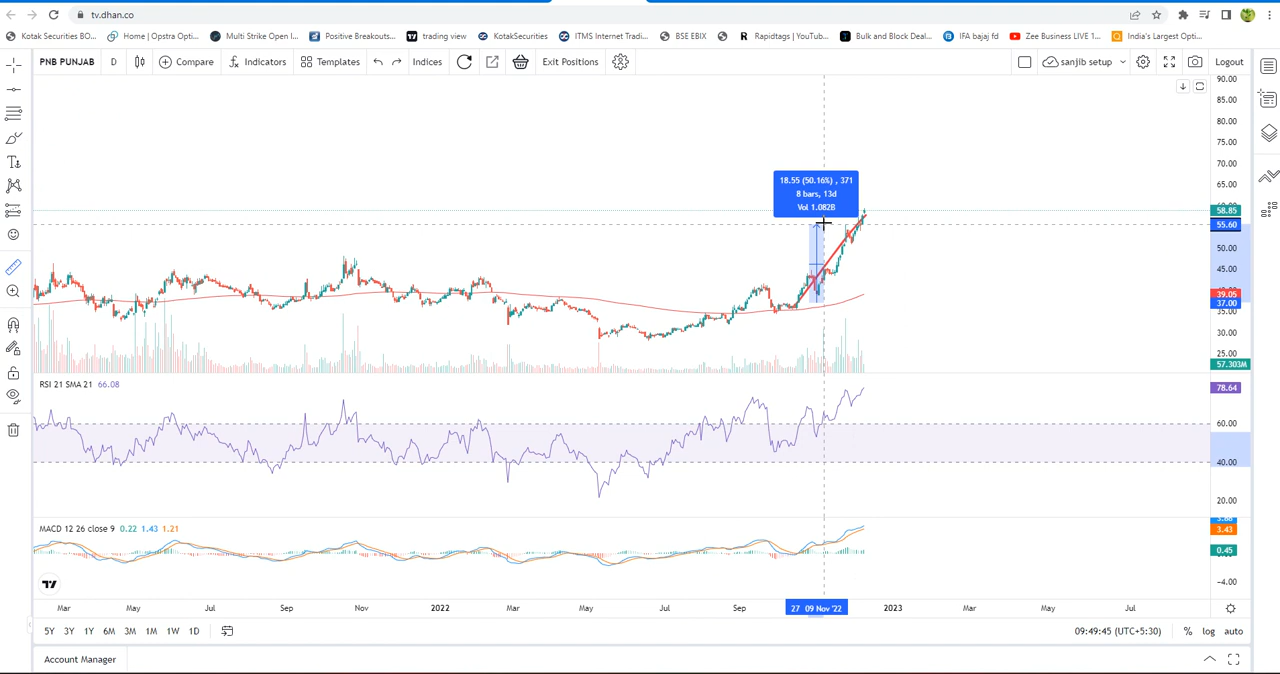 tv.dhan.co
Kotak Securities BO... Home | Opstra Opti... Multi Strike Open I... Positive Breakouts... trading view KotakSecurities ITMS Internet Tradi... BSE EBIX S R Rapidtags | YouTub... Bulk and Block Deal... IFA bajaj fd Zee Business LIVE 1... India's Largest Opti...
PNB PUNJAB D Compare Indicators Templates Indices Exit Positions sanjib setup Logout
90.00
85.00
80.00
75.00
70.00
65.00
18.55 (50.16%) , 371
8 bars, 13d
Vol 1.082B
58.85
55.60
50.00
45.00
39.05
37.00
35.00
30.00
25.00
57.303M
RSI 21 SMA 21 66.08
78.64
60.00
40.00
20.00
MACD 12 26 close 9 0.22 1.43 1.21
3.43
0.45
−4.00
Mar May Jul Sep Nov 2022 Mar May Jul Sep 27 09 Nov '22 2023 Mar May Jul
5Y 3Y 1Y 6M 3M 1M 1W 1D 09:49:45 (UTC+5:30) % log auto
Account Manager